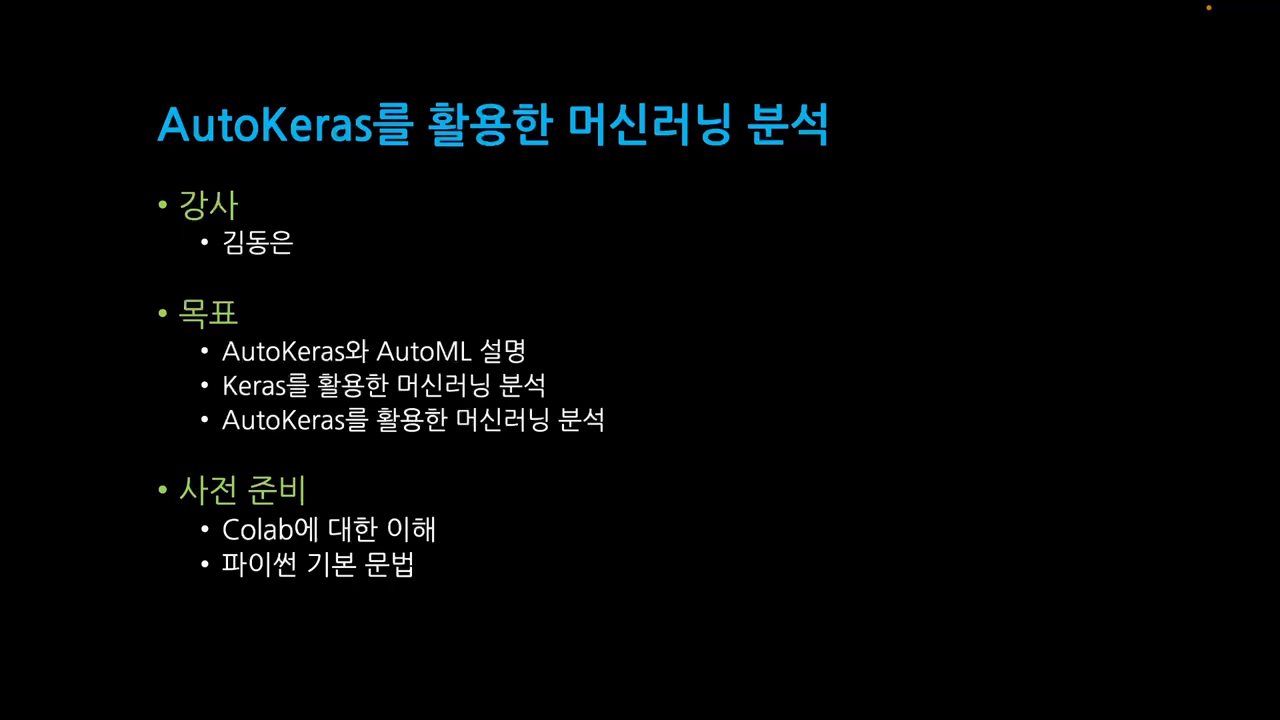 AutoKeras를 활용한 머신러닝 분석
• 강사
• 김동은
• 목표
• AutoKeras와 AutoML 설명
• Keras를 활용한 머신러닝 분석
• AutoKeras를 활용한 머신러닝 분석
• 사전 준비
• Colab에 대한 이해
• 파이썬 기본 문법